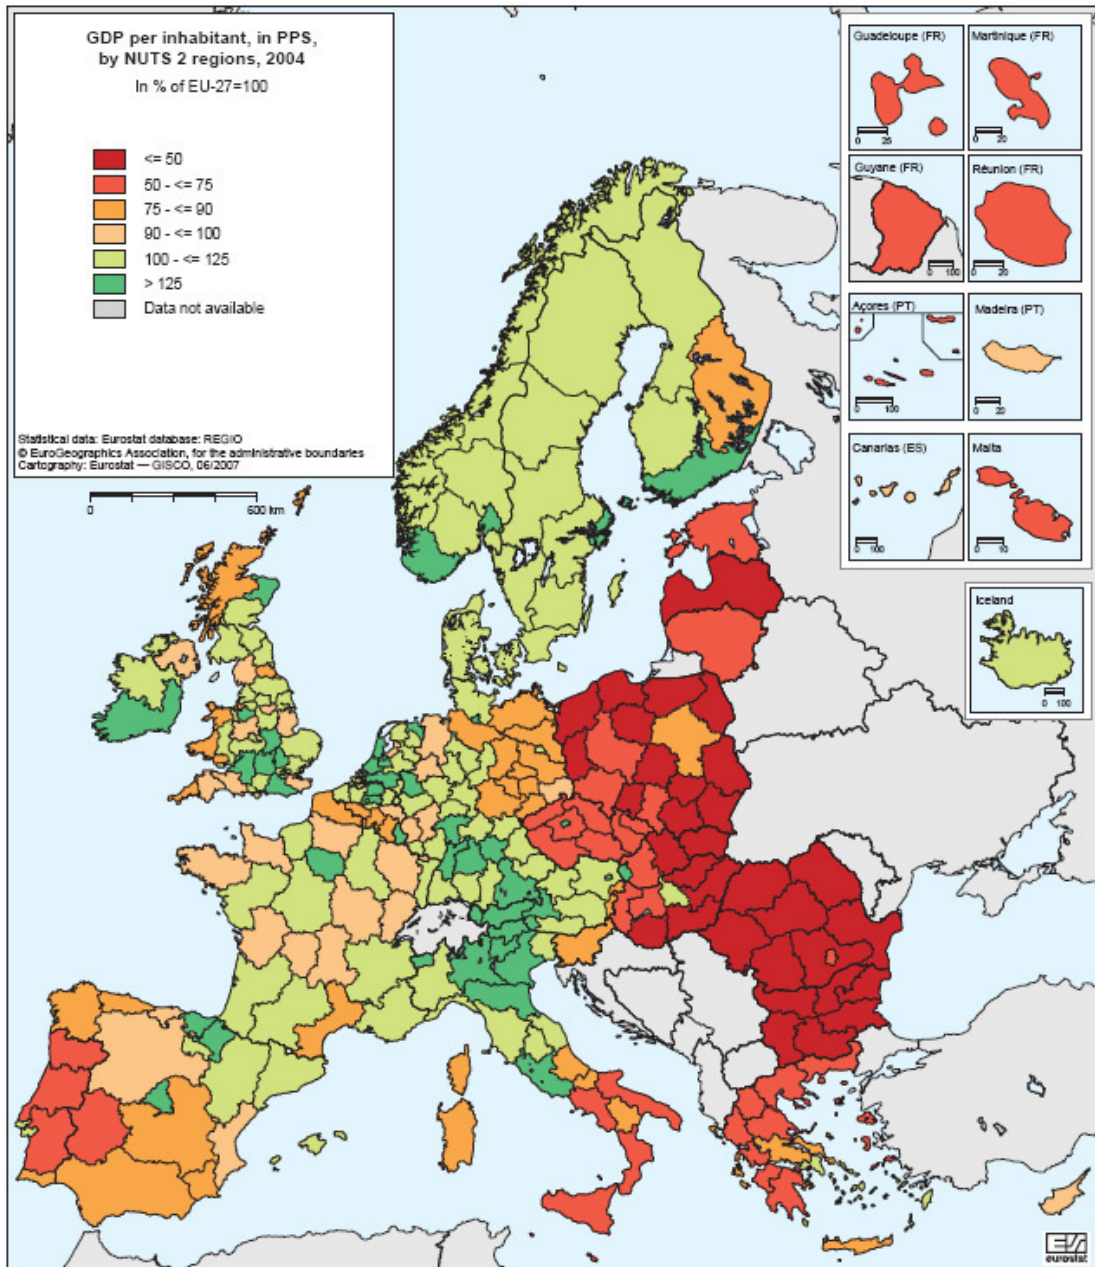 GDP per inhabitant, in PPS,
by NUTS 2 regions, 2004
In % of EU-27=100
<= 50
50 - <= 75
75 - <= 90
90 - <= 100
100 - <= 125
> 125
Data not available
Statistical data: Eurostat database: REGIO
© EuroGeographics Association, for the administrative boundaries
Cartography: Eurostat — GISCO, 06/2007
0 600 km
Guadeloupe (FR)
0 25
Martinique (FR)
0 20
Guyane (FR)
0 100
Réunion (FR)
0 20
Açores (PT)
0 100
Madeira (PT)
0 20
Canarias (ES)
0 100
Malta
0 10
Iceland
0 100
eurostat